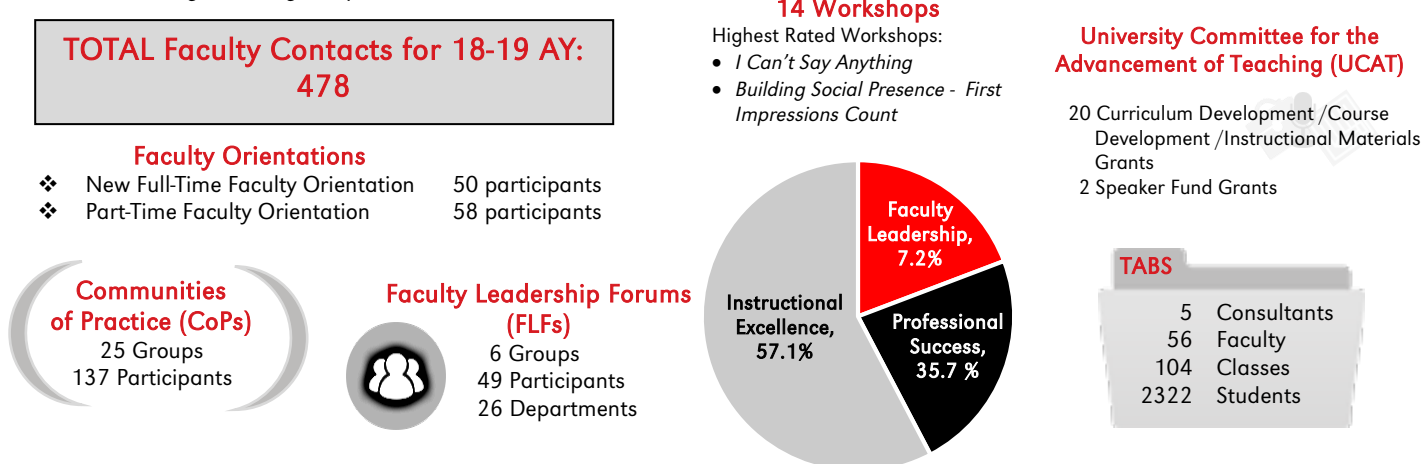 TOTAL Faculty Contacts for 18-19 AY:
478
Faculty Orientations
❖ New Full-Time Faculty Orientation 50 participants
❖ Part-Time Faculty Orientation 58 participants
Communities
of Practice (CoPs)
25 Groups
137 Participants
Faculty Leadership Forums
(FLFs)
6 Groups
49 Participants
26 Departments
14 Workshops
Highest Rated Workshops:
• I Can't Say Anything
• Building Social Presence - First
Impressions Count
Faculty
Leadership,
7.2%
Instructional
Excellence,
57.1%
Professional
Success,
35.7 %
University Committee for the
Advancement of Teaching (UCAT)
20 Curriculum Development /Course
Development /Instructional Materials
Grants
2 Speaker Fund Grants
TABS
5 Consultants
56 Faculty
104 Classes
2322 Students